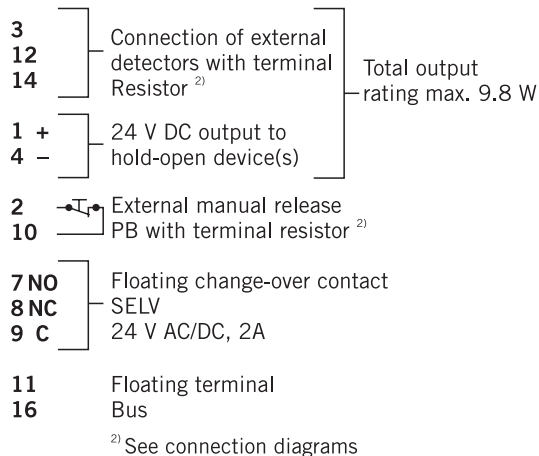 3
12
14
Connection of external
detectors with terminal
Resistor ²⁾
Total output
rating max. 9.8 W
1 +
4 –
24 V DC output to
hold-open device(s)
2
10
External manual release
PB with terminal resistor ²⁾
7 NO
8 NC
9 C
Floating change-over contact
SELV
24 V AC/DC, 2A
11 Floating terminal
16 Bus
²⁾ See connection diagrams